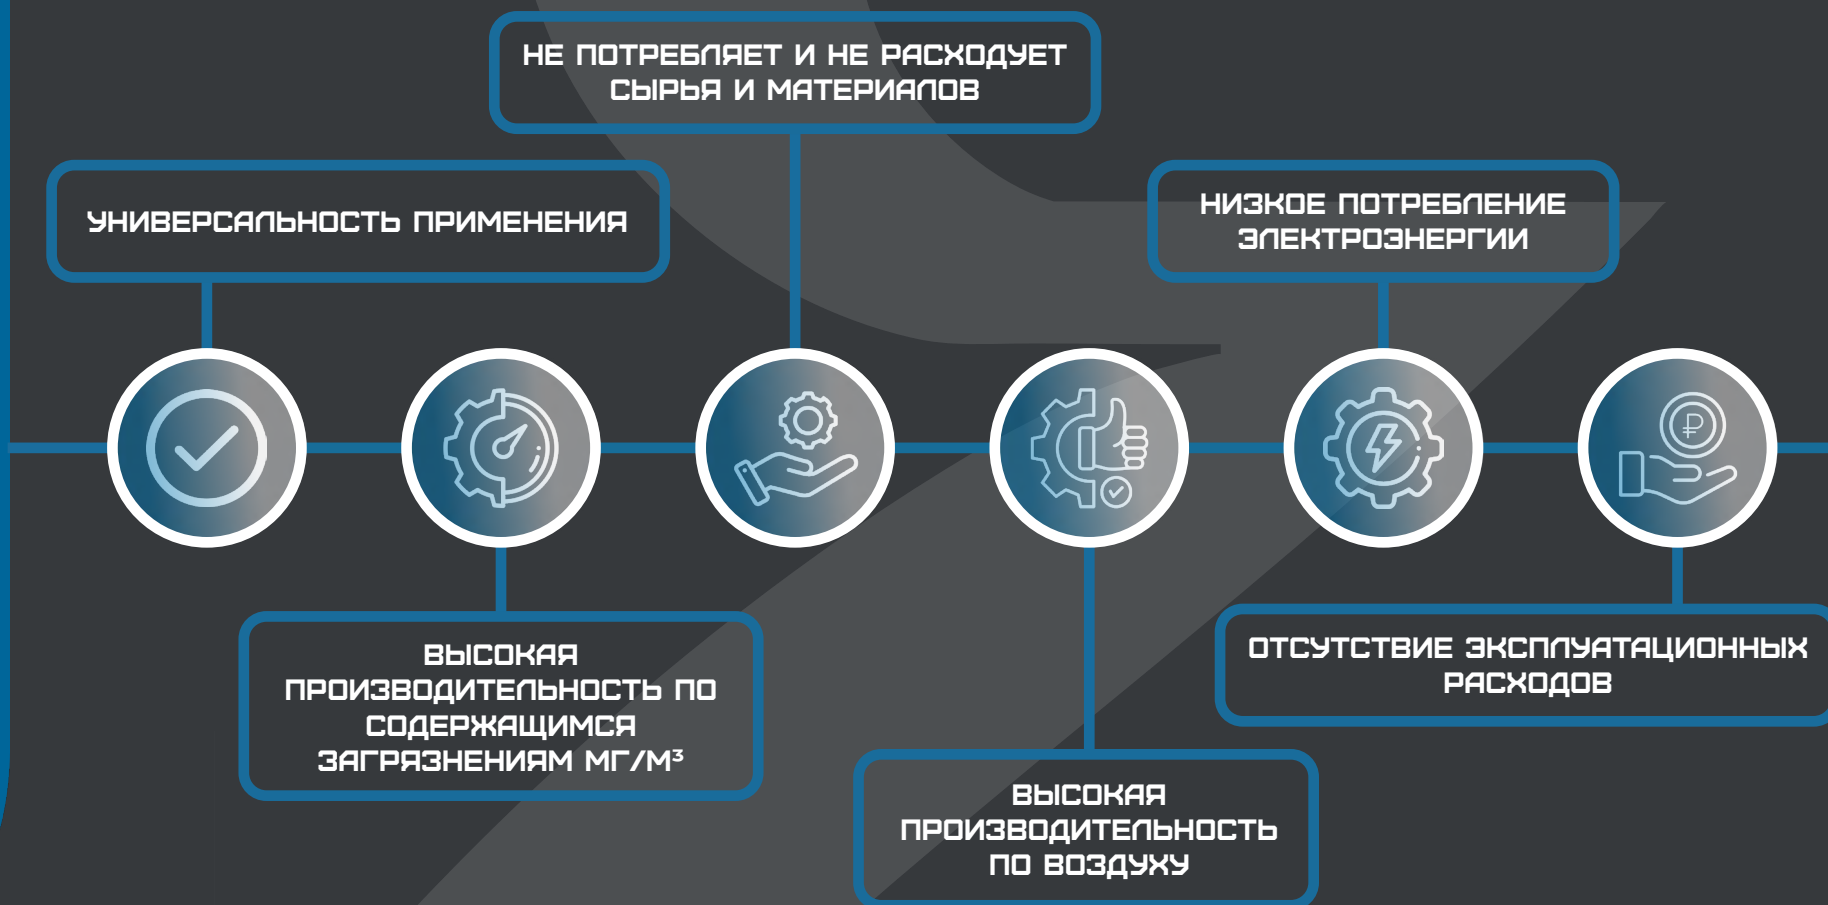 НЕ ПОТРЕБЛЯЕТ И НЕ РАСХОДУЕТ
СЫРЬЯ И МАТЕРИАЛОВ
УНИВЕРСАЛЬНОСТЬ ПРИМЕНЕНИЯ
НИЗКОЕ ПОТРЕБЛЕНИЕ
ЭЛЕКТРОЭНЕРГИИ
₽
ВЫСОКАЯ
ПРОИЗВОДИТЕЛЬНОСТЬ ПО
СОДЕРЖАЩИМСЯ
ЗАГРЯЗНЕНИЯМ МГ/М³
ОТСУТСТВИЕ ЭКСПЛУАТАЦИОННЫХ
РАСХОДОВ
ВЫСОКАЯ
ПРОИЗВОДИТЕЛЬНОСТЬ
ПО ВОЗДУХУ